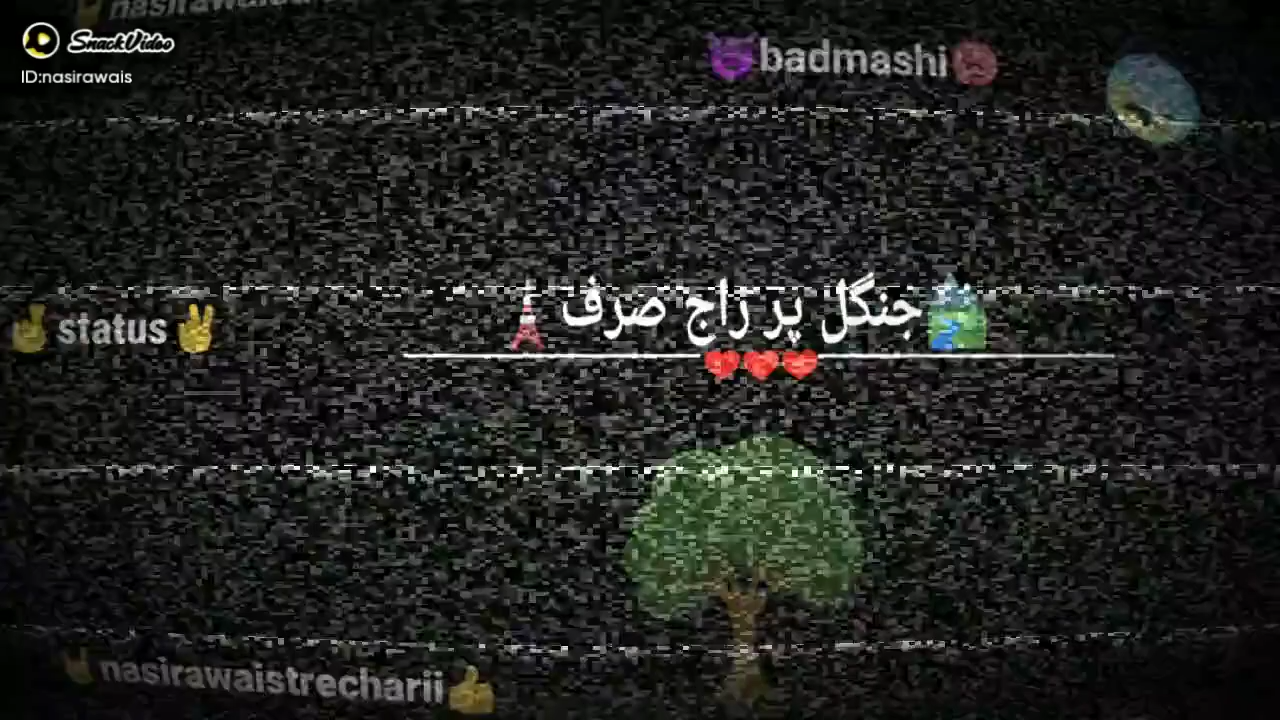 SnackVideo
ID:nasirawais
😈badmashi😡
جنگل پر راج صرف
✌status✌
nasirawaistrecharii👍